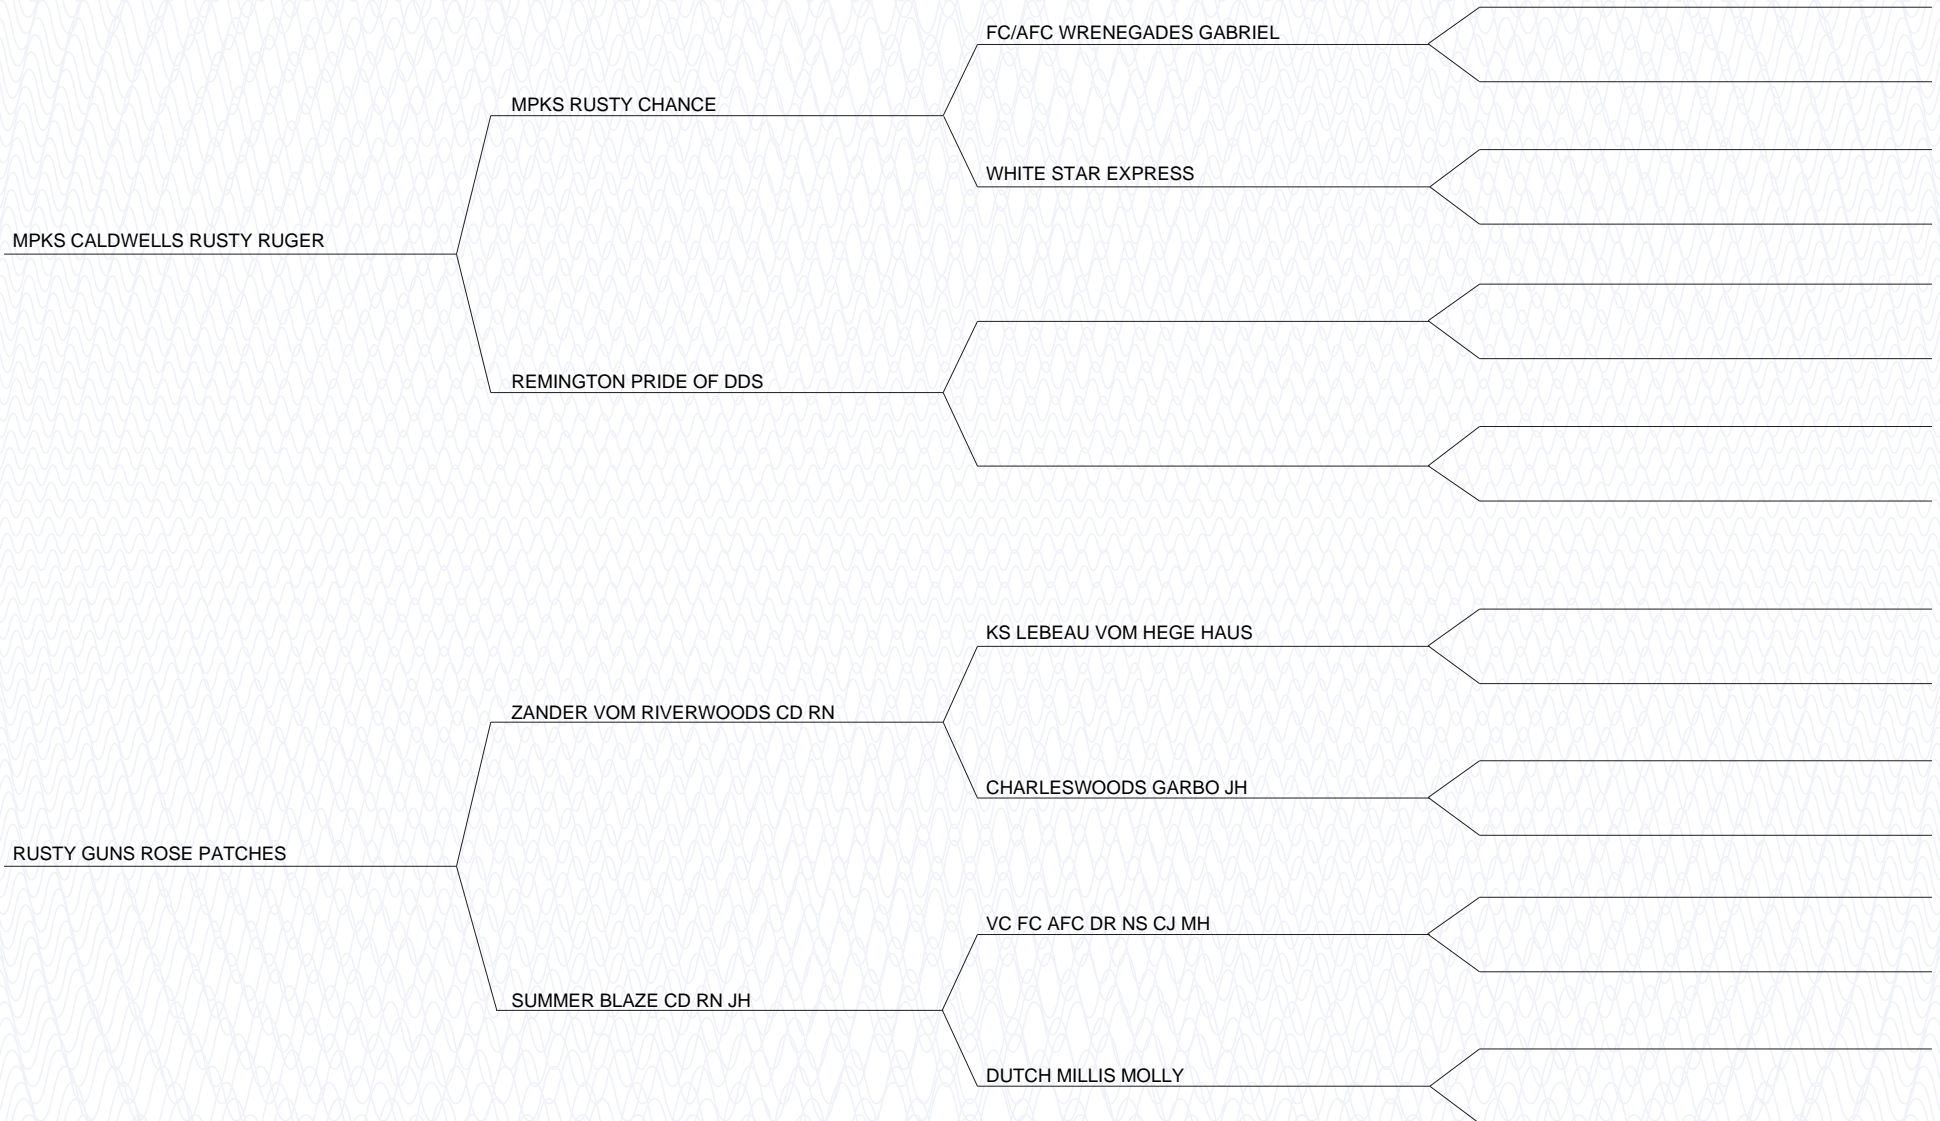 FC/AFC WRENEGADES GABRIEL
MPKS RUSTY CHANCE
WHITE STAR EXPRESS
MPKS CALDWELLS RUSTY RUGER
REMINGTON PRIDE OF DDS
KS LEBEAU VOM HEGE HAUS
ZANDER VOM RIVERWOODS CD RN
CHARLESWOODS GARBO JH
RUSTY GUNS ROSE PATCHES
VC FC AFC DR NS CJ MH
SUMMER BLAZE CD RN JH
DUTCH MILLIS MOLLY